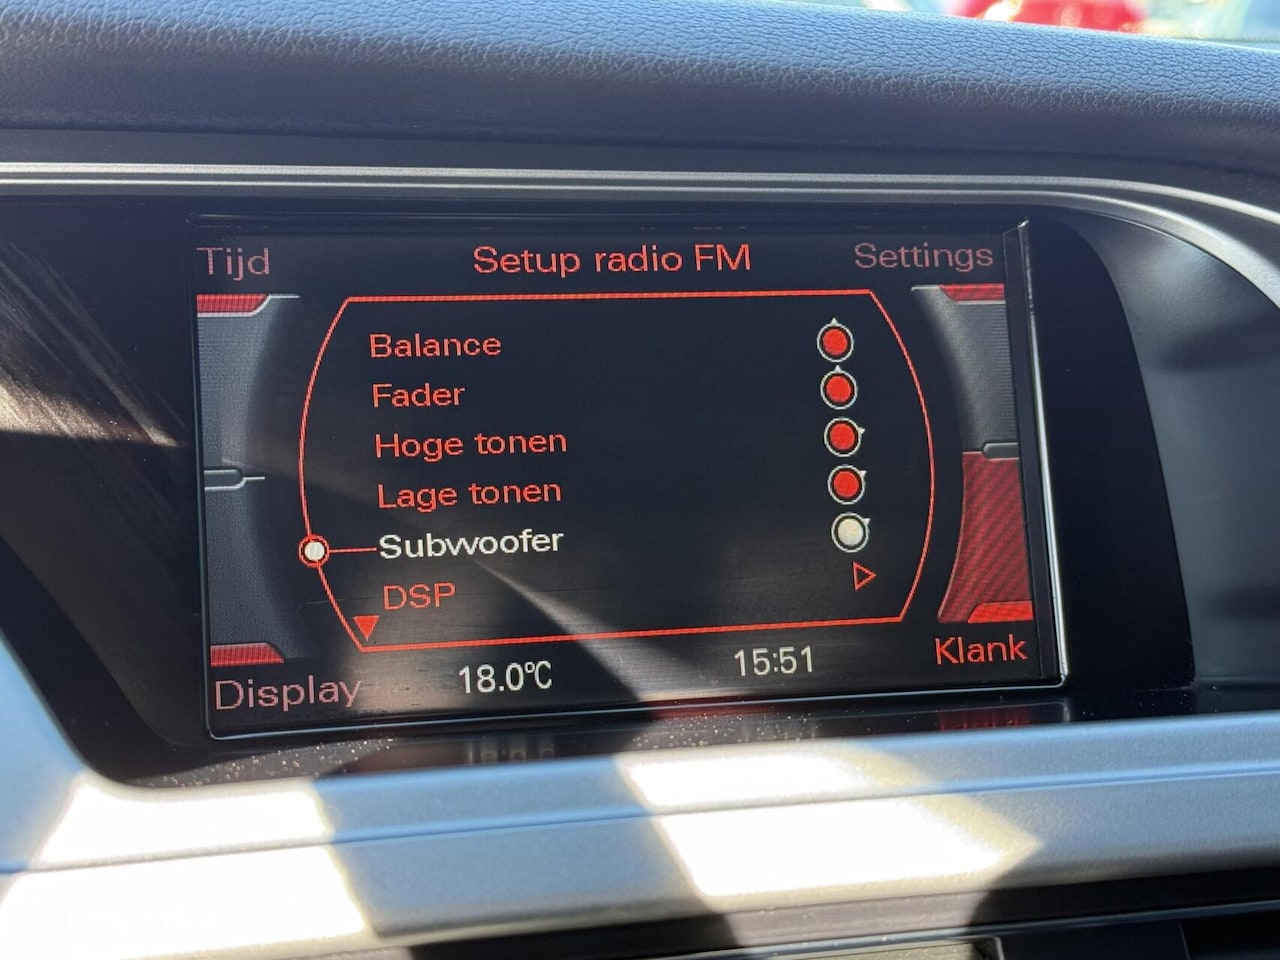 Tijd Setup radio FM Settings
Balance
Fader
Hoge tonen
Lage tonen
Subwoofer
DSP
Display 18.0°C 15:51 Klank